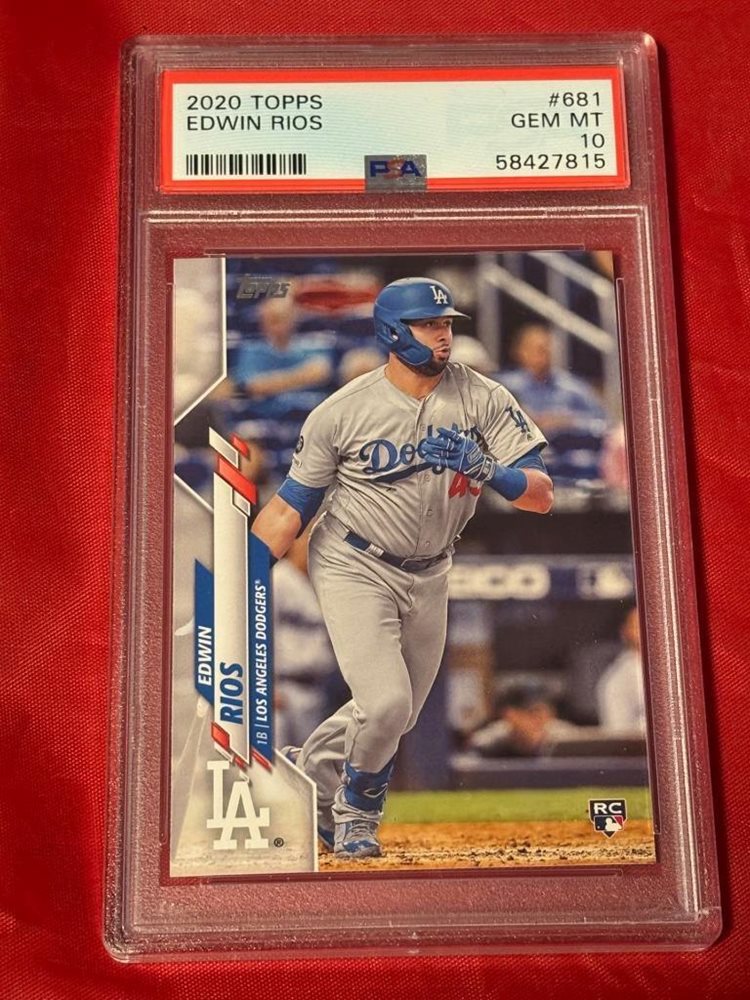 2020 TOPPS #681
EDWIN RIOS GEM MT
10
58427815
PSA
Topps
LA
LA
Dodgers
EDWIN
RIOS
1B | LOS ANGELES DODGERS®
LA®
RC